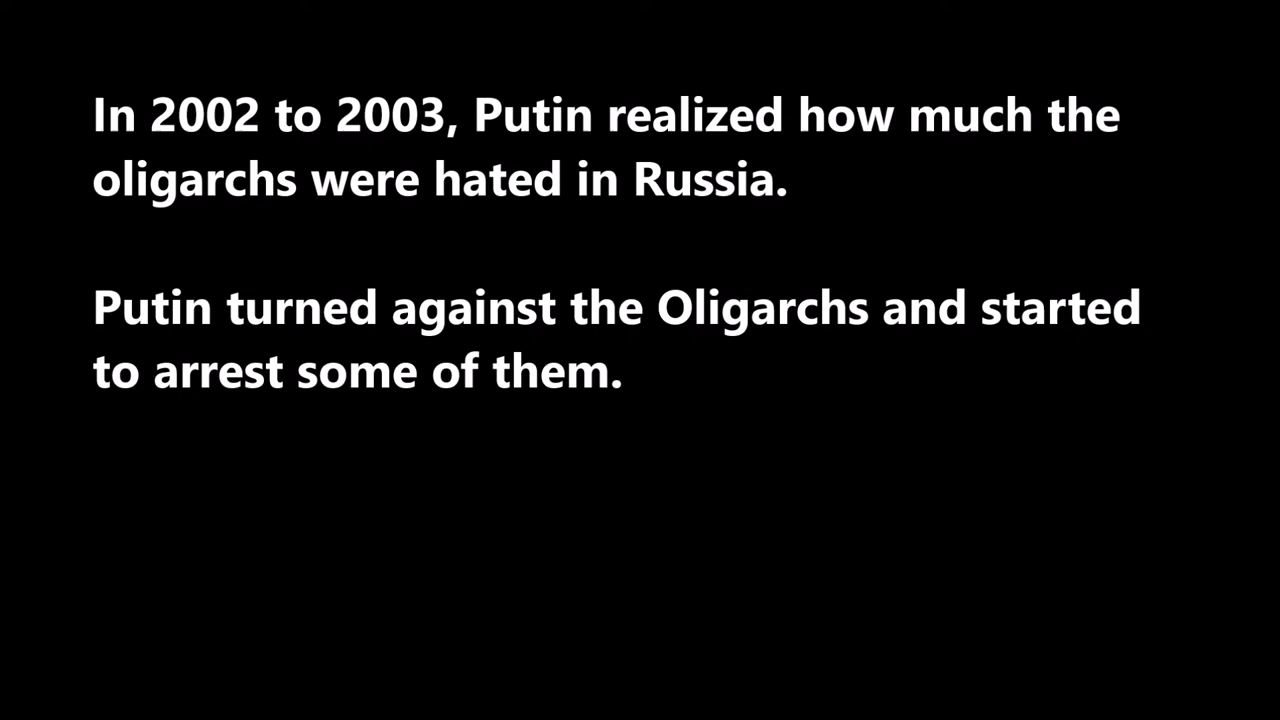 In 2002 to 2003, Putin realized how much the
oligarchs were hated in Russia.
Putin turned against the Oligarchs and started
to arrest some of them.